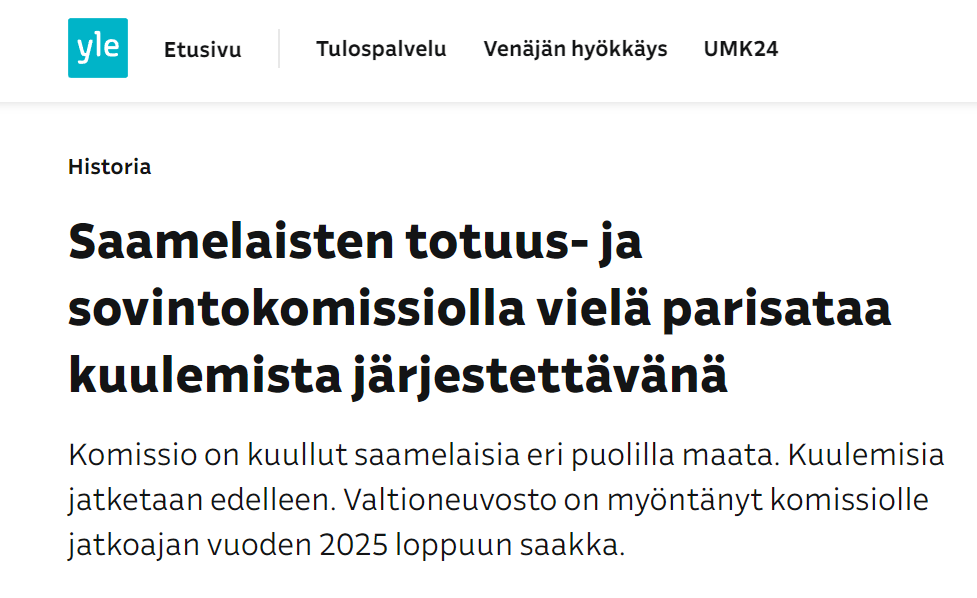 yle Etusivu Tulospalvelu Venäjän hyökkäys UMK24
Historia
Saamelaisten totuus- ja
sovintokomissiolla vielä parisataa
kuulemista järjestettävänä
Komissio on kuullut saamelaisia eri puolilla maata. Kuulemisia
jatketaan edelleen. Valtioneuvosto on myöntänyt komissiolle
jatkoajan vuoden 2025 loppuun saakka.